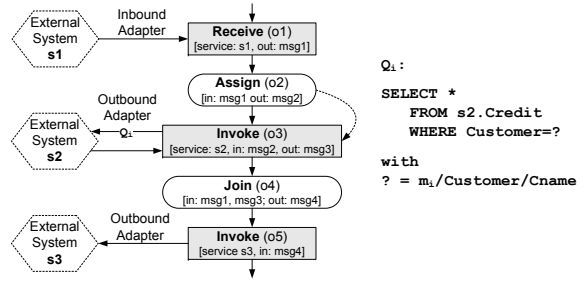 External
System
s1
Inbound
Adapter
Receive (o1)
[service: s1, out: msg1]
Assign (o2)
[in: msg1 out: msg2]
External
System
s2
Outbound
Adapter
Qi
Invoke (o3)
[service: s2, in: msg2, out: msg3]
Join (o4)
[in: msg1, msg3; out: msg4]
External
System
s3
Outbound
Adapter
Invoke (o5)
[service s3, in: msg4]
Qi:
SELECT *
FROM s2.Credit
WHERE Customer=?
with
? = mi/Customer/Cname